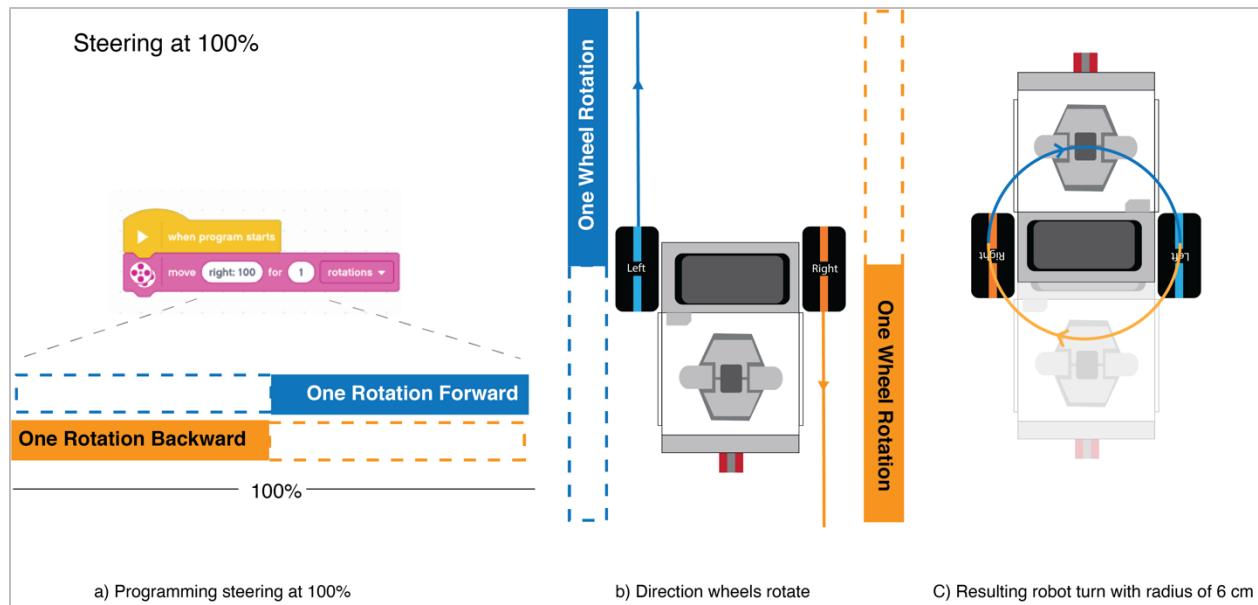 Steering at 100%
when program starts
move right: 100 for 1 rotations
One Rotation Forward
One Rotation Backward
100%
a) Programming steering at 100%
One Wheel Rotation
Left
Right
One Wheel Rotation
b) Direction wheels rotate
Right
Left
C) Resulting robot turn with radius of 6 cm